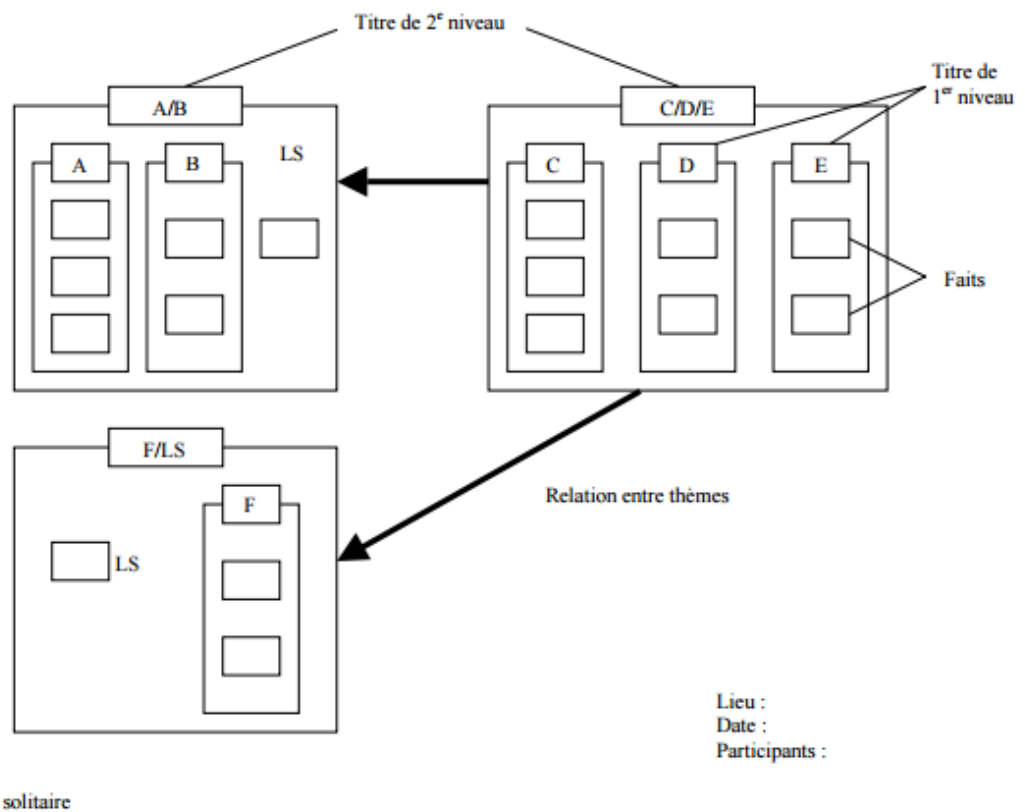 Titre de 2e niveau
Titre de
1er niveau
A/B
C/D/E
A
B
LS
C
D
E
Faits
F/LS
F
LS
Relation entre thèmes
Lieu :
Date :
Participants :
solitaire